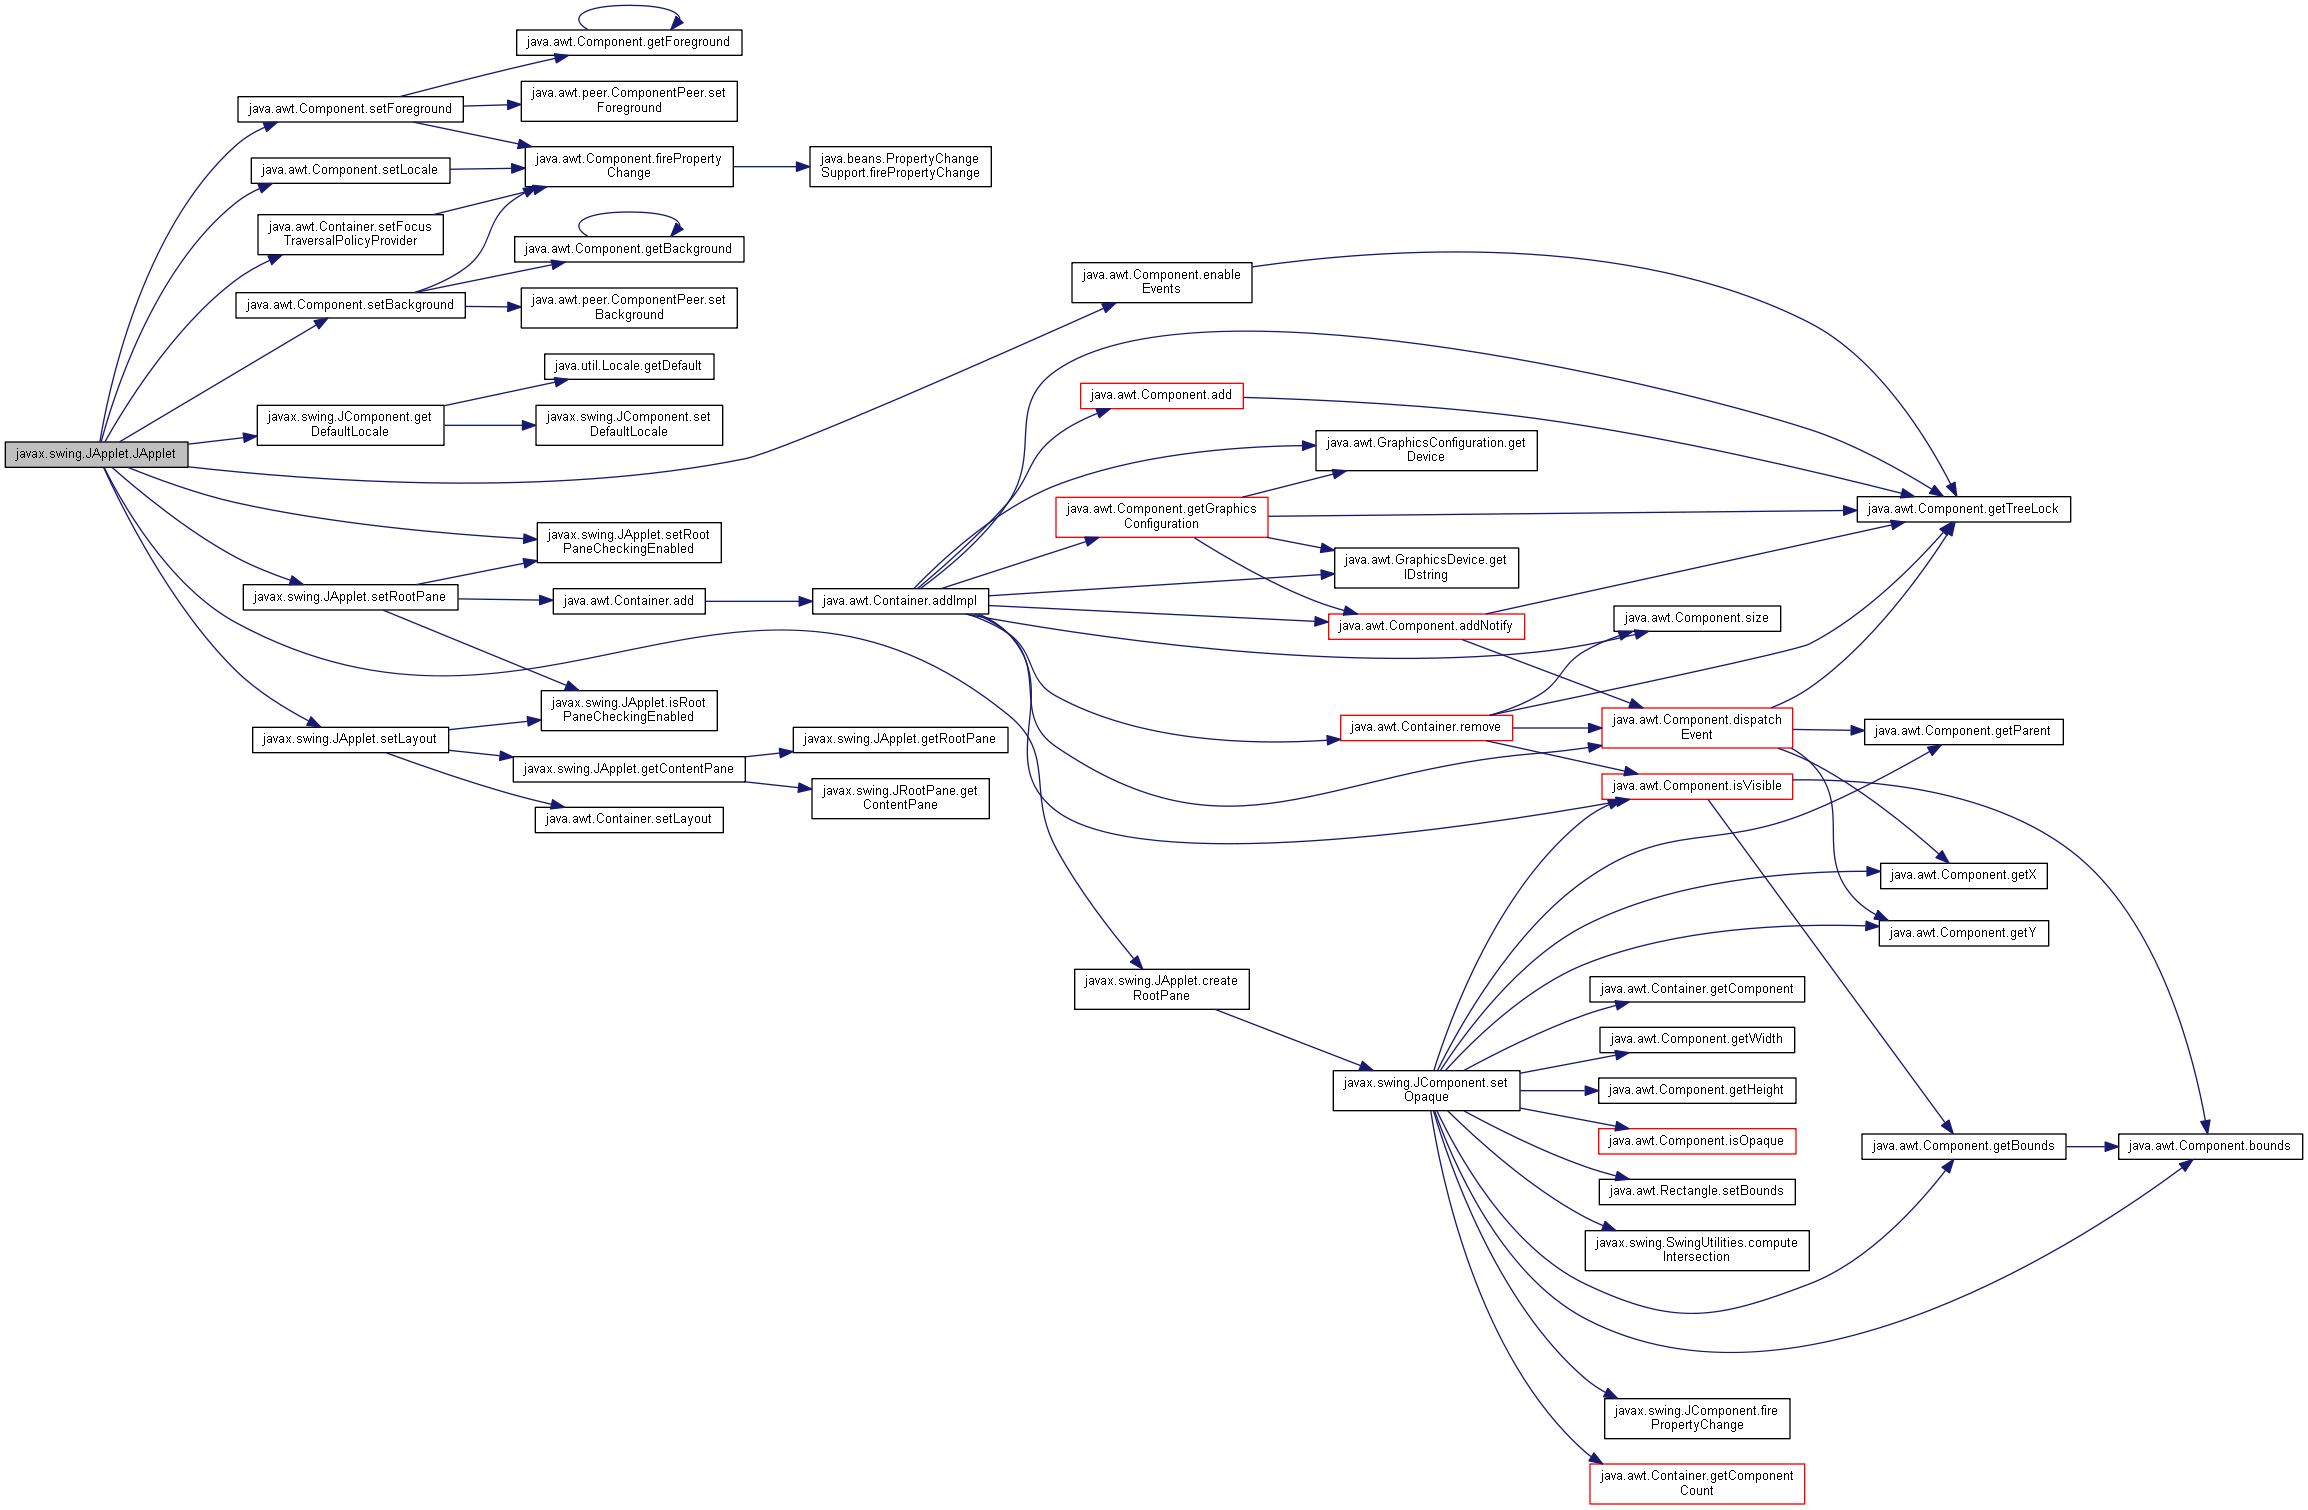 java.awt.Component.getForeground
java.awt.Component.setForeground
java.awt.peer.ComponentPeer.set
Foreground
java.awt.Component.setLocale
java.awt.Component.fireProperty
Change
java.beans.PropertyChange
Support.firePropertyChange
java.awt.Container.setFocus
TraversalPolicyProvider
java.awt.Component.getBackground
java.awt.Component.setBackground
java.awt.peer.ComponentPeer.set
Background
java.awt.Component.enable
Events
java.util.Locale.getDefault
javax.swing.JComponent.get
DefaultLocale
javax.swing.JComponent.set
DefaultLocale
java.awt.Component.add
java.awt.GraphicsConfiguration.get
Device
javax.swing.JApplet.JApplet
java.awt.Component.getGraphics
Configuration
java.awt.Component.getTreeLock
javax.swing.JApplet.setRoot
PaneCheckingEnabled
java.awt.GraphicsDevice.get
IDstring
javax.swing.JApplet.setRootPane
java.awt.Container.add
java.awt.Container.addImpl
java.awt.Component.addNotify
java.awt.Component.size
javax.swing.JApplet.isRoot
PaneCheckingEnabled
java.awt.Container.remove
java.awt.Component.dispatch
Event
java.awt.Component.getParent
javax.swing.JApplet.setLayout
javax.swing.JApplet.getRootPane
javax.swing.JApplet.getContentPane
java.awt.Component.isVisible
javax.swing.JRootPane.get
ContentPane
java.awt.Container.setLayout
java.awt.Component.getX
java.awt.Component.getY
javax.swing.JApplet.create
RootPane
java.awt.Container.getComponent
java.awt.Component.getWidth
javax.swing.JComponent.set
Opaque
java.awt.Component.getHeight
java.awt.Component.isOpaque
java.awt.Component.getBounds
java.awt.Component.bounds
java.awt.Rectangle.setBounds
javax.swing.SwingUtilities.compute
Intersection
javax.swing.JComponent.fire
PropertyChange
java.awt.Container.getComponent
Count